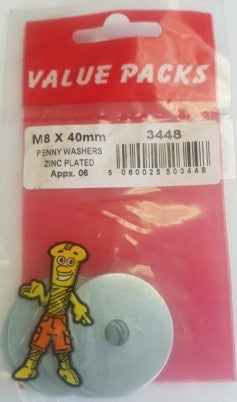 VALUE PACKS
M8 X 40mm 3448
PENNY WASHERS
ZINC PLATED
Appx. 06
5 060025 503448